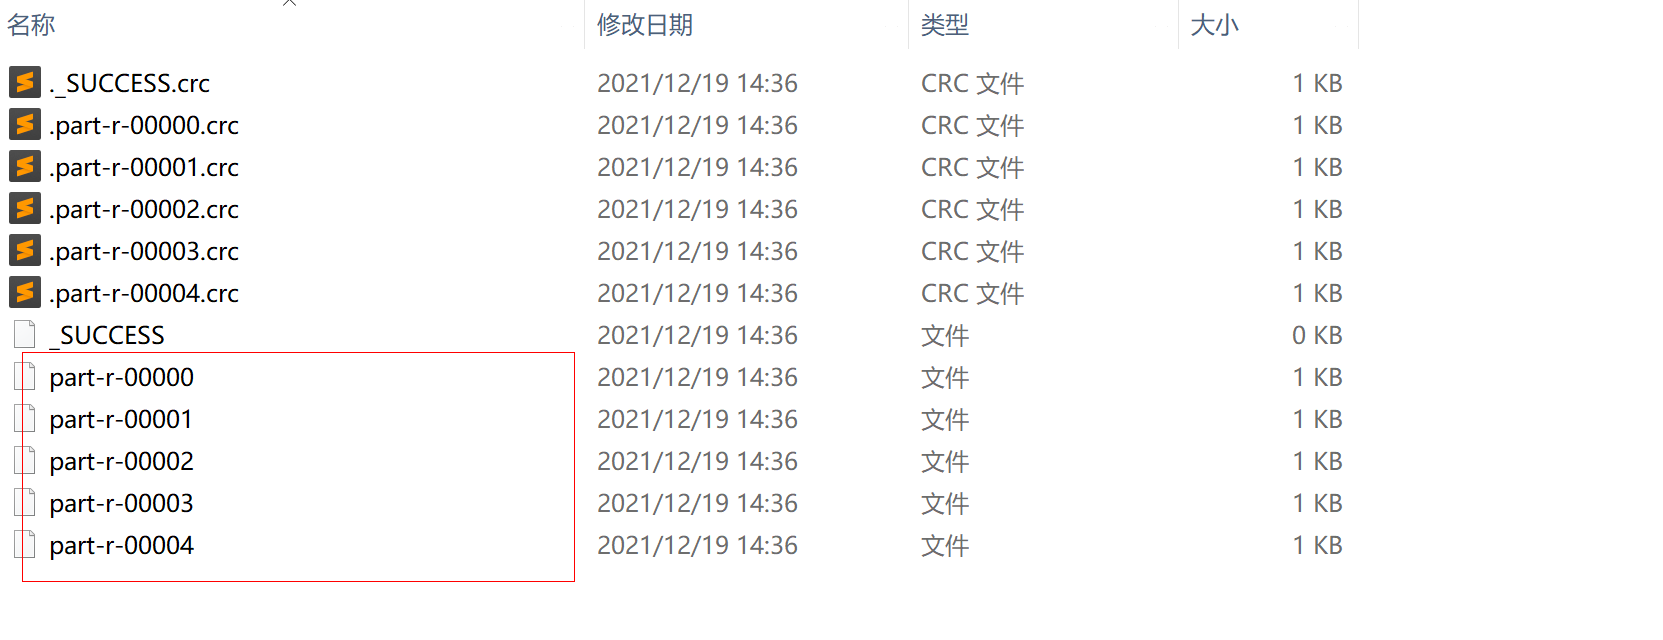 名称 修改日期 类型 大小
._SUCCESS.crc 2021/12/19 14:36 CRC 文件 1 KB
.part-r-00000.crc 2021/12/19 14:36 CRC 文件 1 KB
.part-r-00001.crc 2021/12/19 14:36 CRC 文件 1 KB
.part-r-00002.crc 2021/12/19 14:36 CRC 文件 1 KB
.part-r-00003.crc 2021/12/19 14:36 CRC 文件 1 KB
.part-r-00004.crc 2021/12/19 14:36 CRC 文件 1 KB
_SUCCESS 2021/12/19 14:36 文件 0 KB
part-r-00000 2021/12/19 14:36 文件 1 KB
part-r-00001 2021/12/19 14:36 文件 1 KB
part-r-00002 2021/12/19 14:36 文件 1 KB
part-r-00003 2021/12/19 14:36 文件 1 KB
part-r-00004 2021/12/19 14:36 文件 1 KB